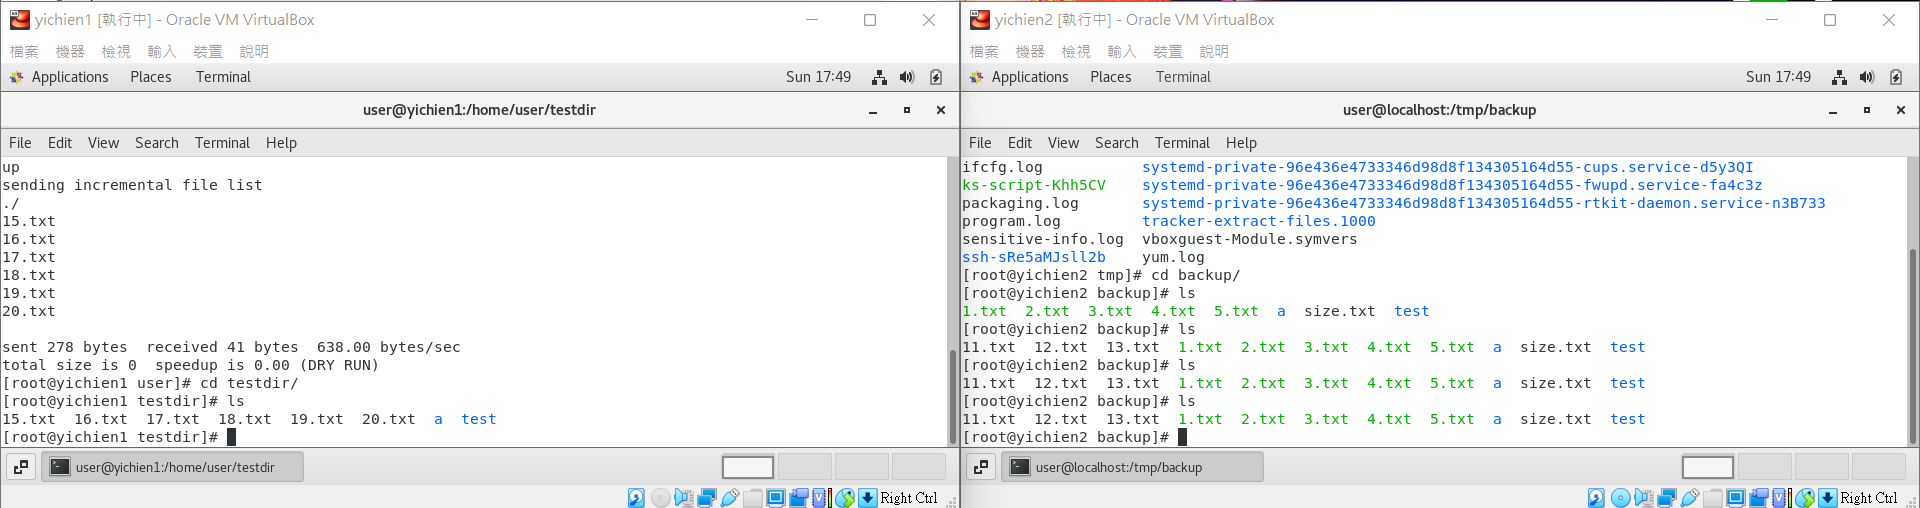 yichien1 [執行中] - Oracle VM VirtualBox
檔案 機器 檢視 輸入 裝置 說明
Applications Places Terminal Sun 17:49
user@yichien1:/home/user/testdir
File Edit View Search Terminal Help
up
sending incremental file list
./
15.txt
16.txt
17.txt
18.txt
19.txt
20.txt
sent 278 bytes  received 41 bytes  638.00 bytes/sec
total size is 0  speedup is 0.00 (DRY RUN)
[root@yichien1 user]# cd testdir/
[root@yichien1 testdir]# ls
15.txt  16.txt  17.txt  18.txt  19.txt  20.txt  a  test
[root@yichien1 testdir]#
user@yichien1:/home/user/testdir
Right Ctrl
yichien2 [執行中] - Oracle VM VirtualBox
檔案 機器 檢視 輸入 裝置 說明
Applications Places Terminal Sun 17:49
user@localhost:/tmp/backup
File Edit View Search Terminal Help
ifcfg.log systemd-private-96e436e4733346d98d8f134305164d55-cups.service-d5y3QI
ks-script-Khh5CV systemd-private-96e436e4733346d98d8f134305164d55-fwupd.service-fa4c3z
packaging.log systemd-private-96e436e4733346d98d8f134305164d55-rtkit-daemon.service-n3B733
program.log tracker-extract-files.1000
sensitive-info.log vboxguest-Module.symvers
ssh-sRe5aMJsll2b yum.log
[root@yichien2 tmp]# cd backup/
[root@yichien2 backup]# ls
1.txt  2.txt  3.txt  4.txt  5.txt  a  size.txt  test
[root@yichien2 backup]# ls
11.txt  12.txt  13.txt  1.txt  2.txt  3.txt  4.txt  5.txt  a  size.txt  test
[root@yichien2 backup]# ls
11.txt  12.txt  13.txt  1.txt  2.txt  3.txt  4.txt  5.txt  a  size.txt  test
[root@yichien2 backup]# ls
11.txt  12.txt  13.txt  1.txt  2.txt  3.txt  4.txt  5.txt  a  size.txt  test
[root@yichien2 backup]#
user@localhost:/tmp/backup
Right Ctrl